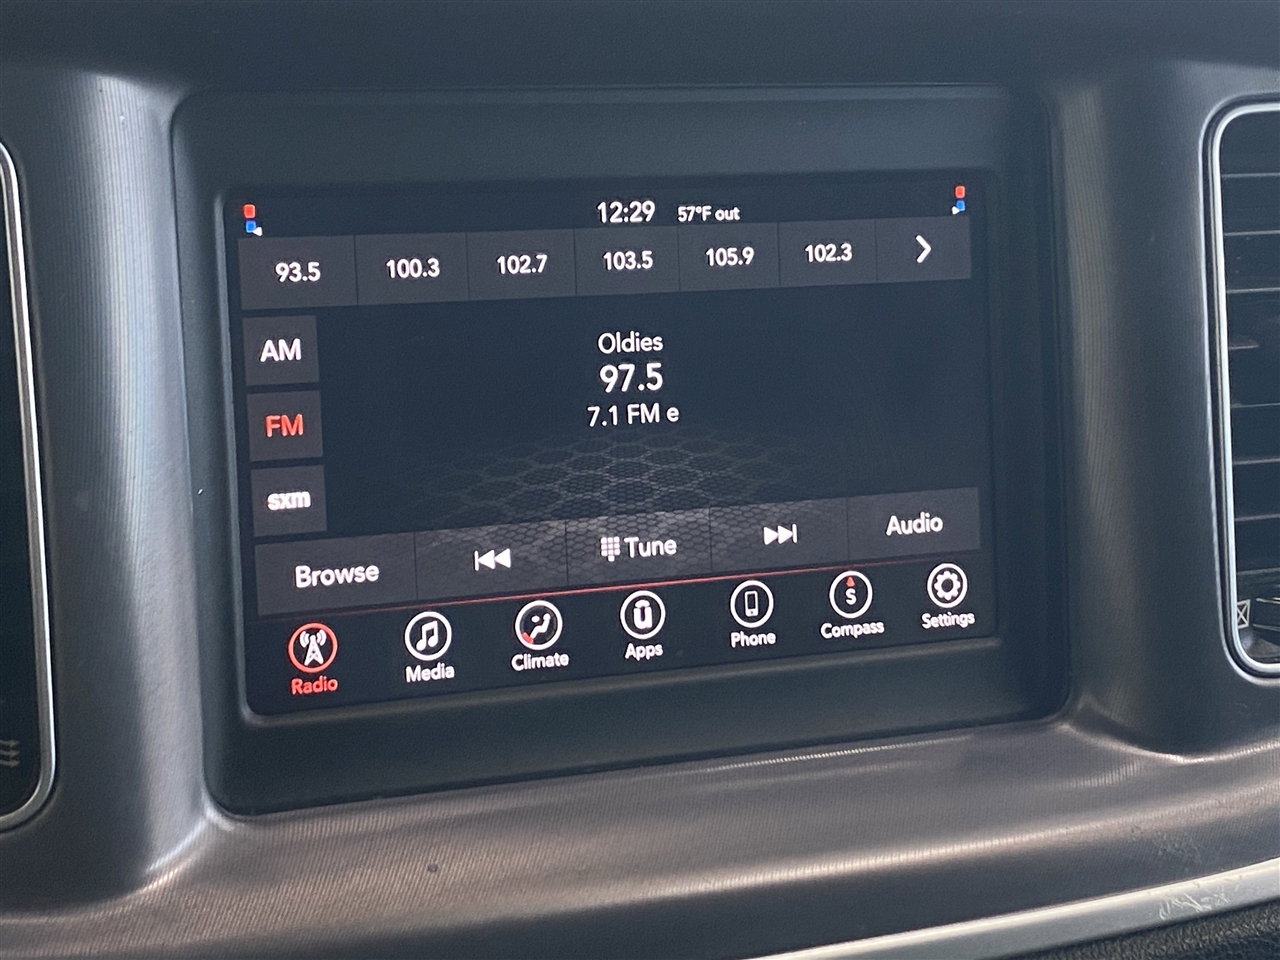 12:29 57°F out
93.5 100.3 102.7 103.5 105.9 102.3
AM
FM
sxm
Oldies
97.5
7.1 FM e
Browse Tune Audio
Radio Media Climate Apps Phone Compass Settings
S